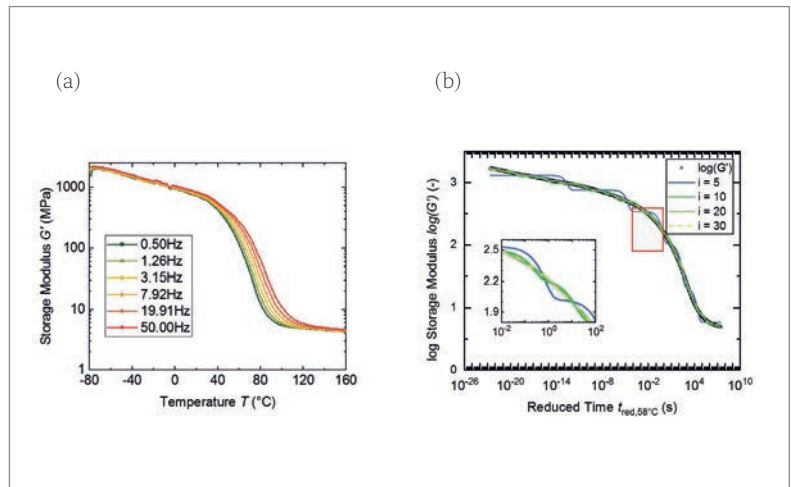 (a)
(b)
Storage Modulus G' (MPa)
1000
100
10
1
0.50Hz
1.26Hz
3.15Hz
7.92Hz
19.91Hz
50.00Hz
-80 -40 0 40 80 120 160
Temperature T (°C)
log Storage Modulus log(G') (-)
3
2
1
0
log(G')
i = 5
i = 10
i = 20
i = 30
2.5
2.2
1.9
10⁻² 10⁰ 10²
10⁻²⁶ 10⁻²⁰ 10⁻¹⁴ 10⁻⁸ 10⁻² 10⁴ 10¹⁰
Reduced Time t_red,58°C (s)